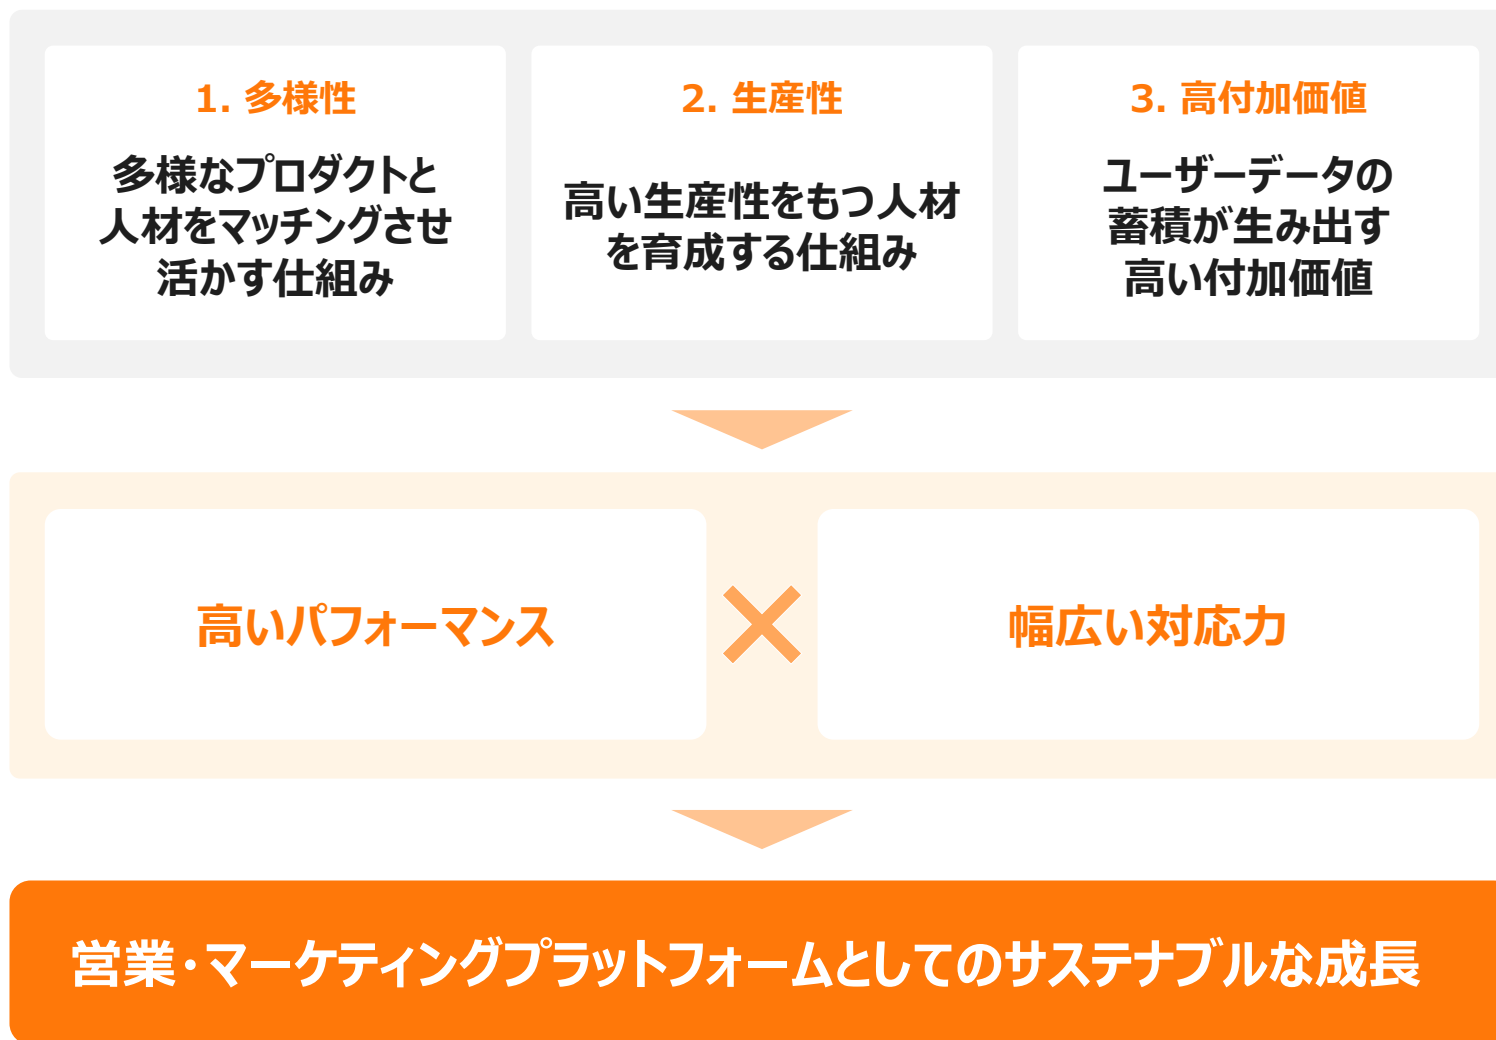 1. 多様性
多様なプロダクトと
人材をマッチングさせ
活かす仕組み
2. 生産性
高い生産性をもつ人材
を育成する仕組み
3. 高付加価値
ユーザーデータの
蓄積が生み出す
高い付加価値
高いパフォーマンス
×
幅広い対応力
営業・マーケティングプラットフォームとしてのサステナブルな成長